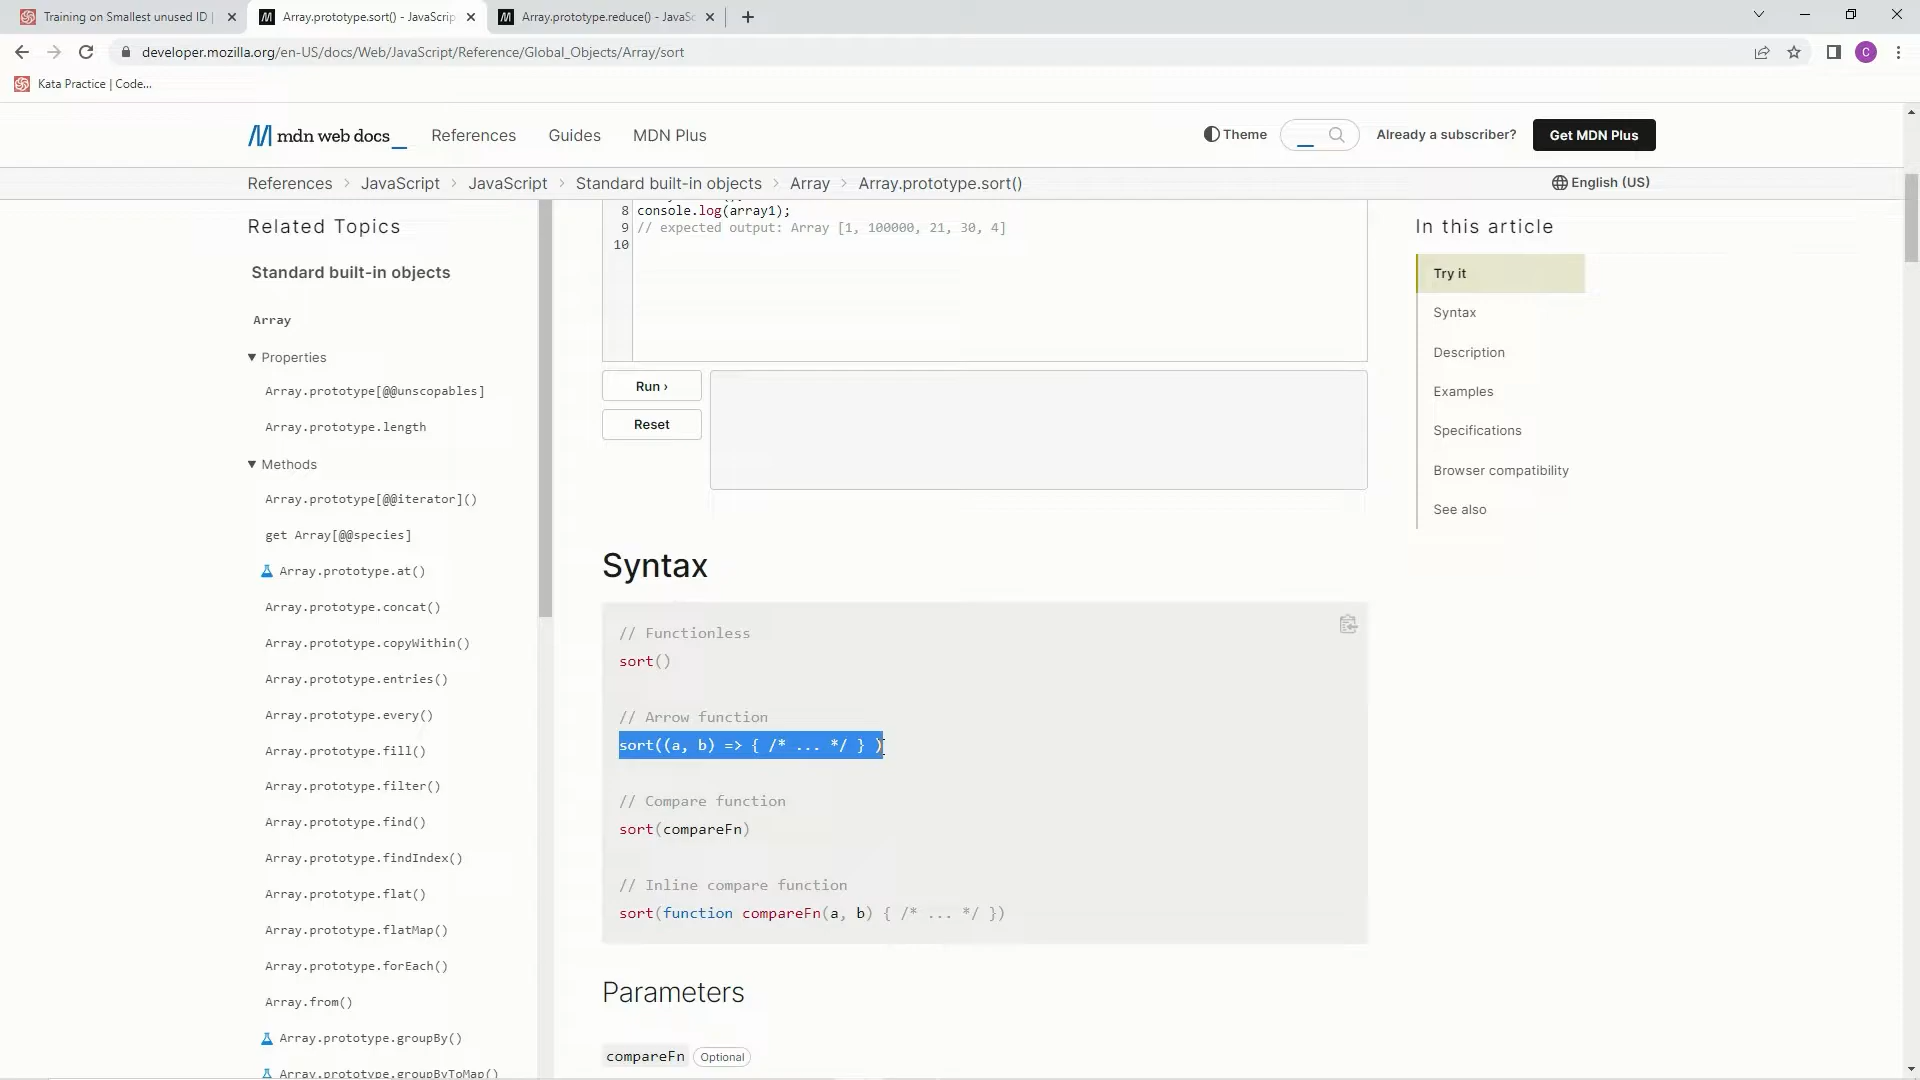 Training on Smallest unused ID |
Array.prototype.sort() - JavaScrip
Array.prototype.reduce() - JavaSc
developer.mozilla.org/en-US/docs/Web/JavaScript/Reference/Global_Objects/Array/sort
C
Kata Practice | Code...
mdn web docs_
References
Guides
MDN Plus
Theme
Already a subscriber?
Get MDN Plus
References > JavaScript > JavaScript > Standard built-in objects > Array > Array.prototype.sort()
English (US)
Related Topics
Standard built-in objects
Array
Properties
Array.prototype[@@unscopables]
Array.prototype.length
Methods
Array.prototype[@@iterator]()
get Array[@@species]
Array.prototype.at()
Array.prototype.concat()
Array.prototype.copyWithin()
Array.prototype.entries()
Array.prototype.every()
Array.prototype.fill()
Array.prototype.filter()
Array.prototype.find()
Array.prototype.findIndex()
Array.prototype.flat()
Array.prototype.flatMap()
Array.prototype.forEach()
Array.from()
Array.prototype.groupBy()
Array.prototype.groupByToMap()
8 console.log(array1);
9 // expected output: Array [1, 100000, 21, 30, 4]
10
Run ›
Reset
Syntax
// Functionless
sort()
// Arrow function
sort((a, b) => { /* ... */ } )
// Compare function
sort(compareFn)
// Inline compare function
sort(function compareFn(a, b) { /* ... */ })
Parameters
compareFn Optional
In this article
Try it
Syntax
Description
Examples
Specifications
Browser compatibility
See also